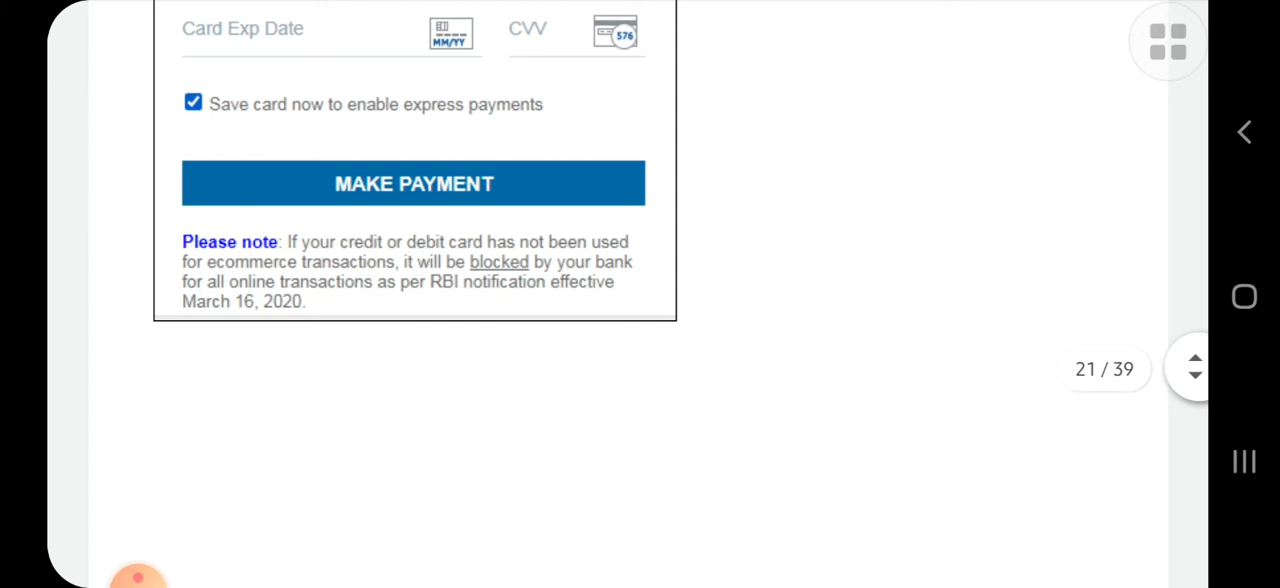 Card Exp Date
MM/YY
CVV
576
Save card now to enable express payments
MAKE PAYMENT
Please note: If your credit or debit card has not been used
for ecommerce transactions, it will be blocked by your bank
for all online transactions as per RBI notification effective
March 16, 2020.
21 / 39